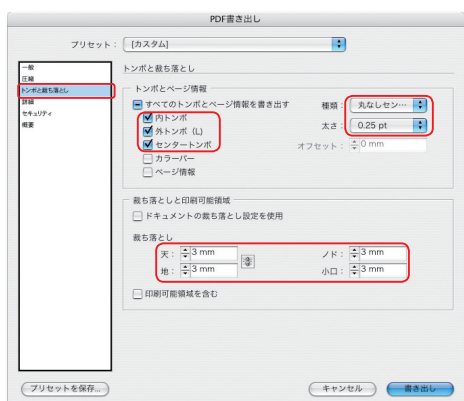 PDF書き出し
プリセット： [カスタム]
一般
圧縮
トンボと裁ち落とし
詳細
セキュリティ
概要
トンボと裁ち落とし
トンボとページ情報
すべてのトンボとページ情報を書き出す
内トンボ
外トンボ (L)
センタートンボ
カラーバー
ページ情報
種類： 丸なしセン…
太さ： 0.25 pt
オフセット： 0 mm
裁ち落としと印刷可能領域
ドキュメントの裁ち落とし設定を使用
裁ち落とし
天： 3 mm ノド： 3 mm
地： 3 mm 小口： 3 mm
印刷可能領域を含む
プリセットを保存... キャンセル 書き出し